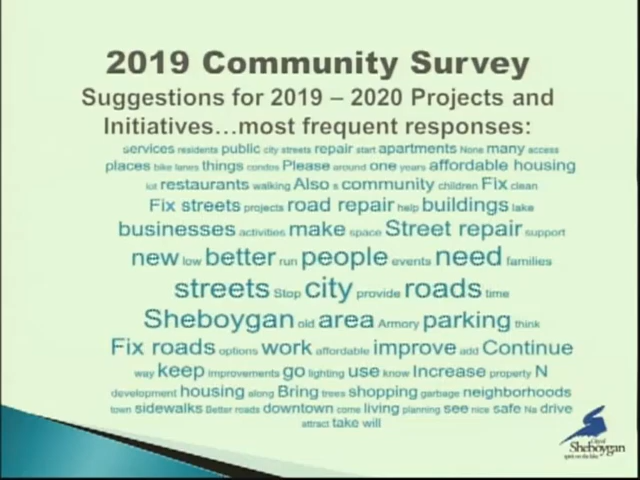 2019 Community Survey
Suggestions for 2019 – 2020 Projects and
Initiatives…most frequent responses:
services residents public city streets repair start apartments None many access
places bike lanes things condos Please around one years affordable housing
lot restaurants walking Also s community children Fix clean
Fix streets projects road repair help buildings lake
businesses activities make space Street repair support
new low better run people events need families
streets Stop city provide roads time
Sheboygan old area Armory parking think
Fix roads options work affordable improve add Continue
way keep improvements go lighting use know Increase property N
development housing along Bring trees shopping garbage neighborhoods
town sidewalks Better roads downtown come living planning see nice safe Na drive
attract take will
City of
Sheboygan
spirit on the lake